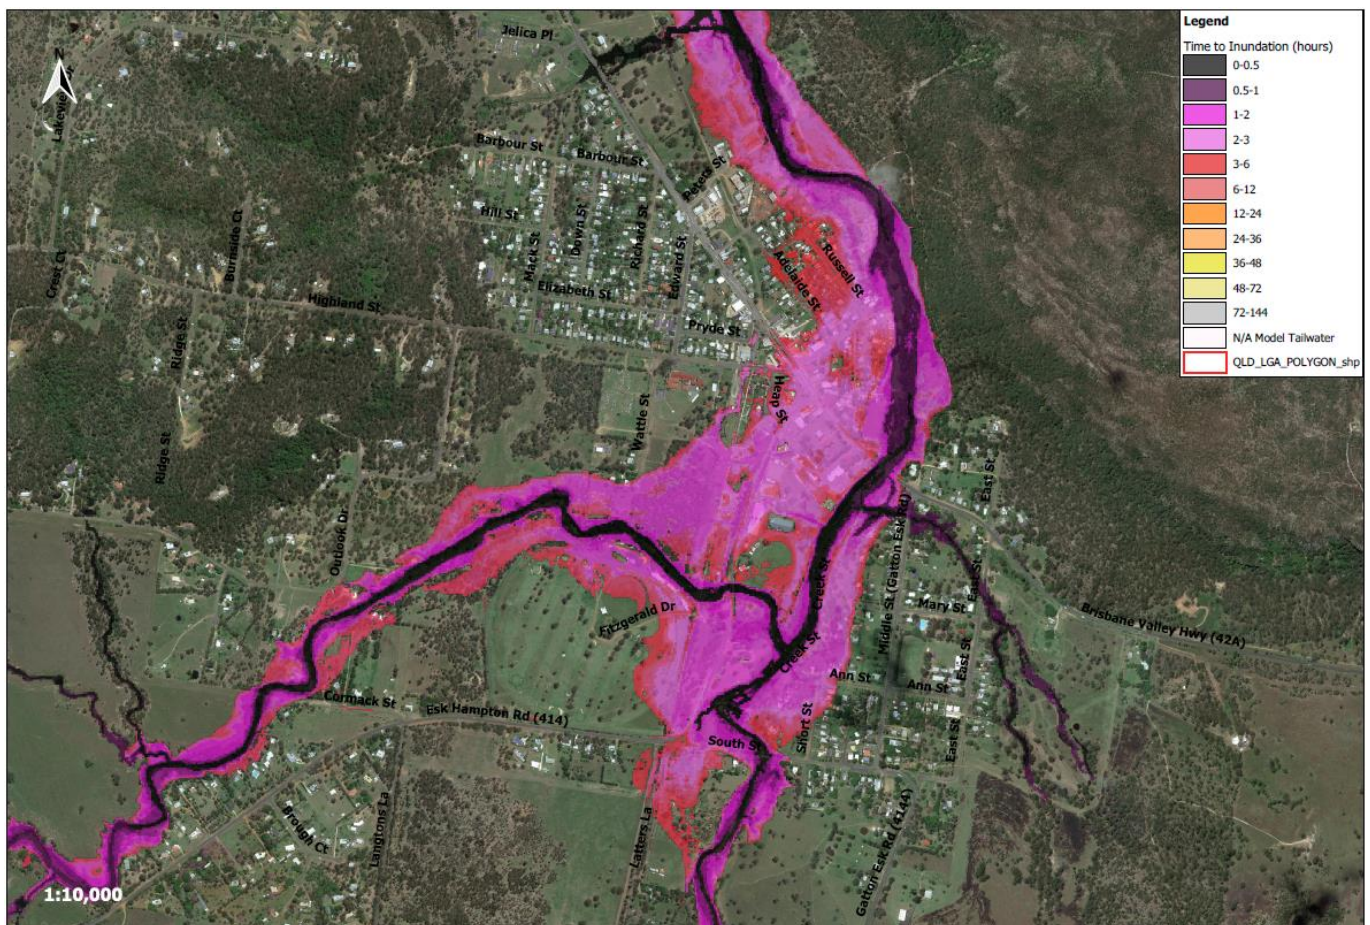 Legend
Time to Inundation (hours)
0-0.5
0.5-1
1-2
2-3
3-6
6-12
12-24
24-36
36-48
48-72
72-144
N/A Model Tailwater
QLD_LGA_POLYGON_shp
N
Jelica Pl
Barbour St
Barbour St
Peters St
Hill St
Mack St
Down St
Richard St
Edward St
Burnside Ct
Crest Ct
Russell St
Adelaide St
Elizabeth St
Highland St
Pryde St
Ridge St
Heap St
Wattle St
Ridge St
East St
Outlook Dr
Middle St (Gatton Esk Rd)
East St
Creek St
Mary St
Fitzgerald Dr
Brisbane Valley Hwy (42A)
Creek St
East St
Ann St
Ann St
Cormack St
Esk Hampton Rd (414)
Short St
South St
East St
Brough Ct
Langtons La
Latters La
Gatton Esk Rd (4144)
1:10,000